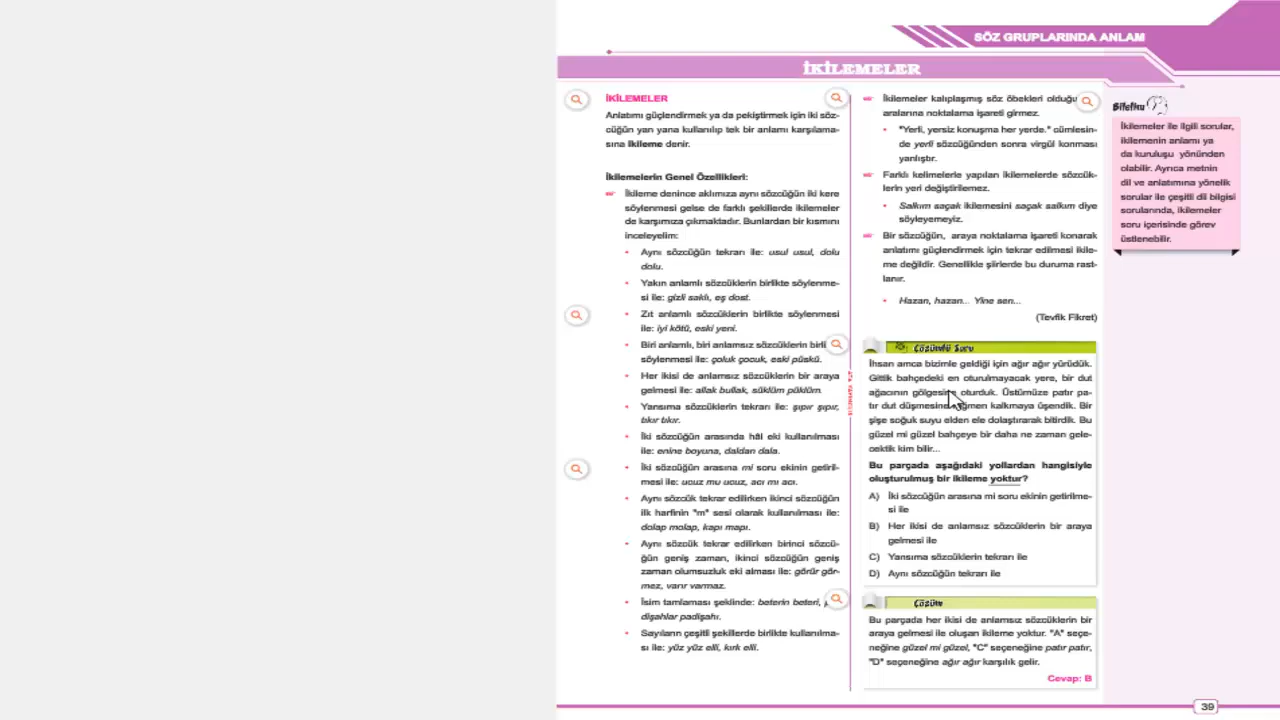 SÖZ GRUPLARINDA ANLAM
İKİLEMELER
İKİLEMELER
Anlatımı güçlendirmek ya da pekiştirmek için iki söz-
cüğün yan yana kullanılıp tek bir anlamı karşılama-
sına ikileme denir.
İkilemelerin Genel Özellikleri:
İkileme denince aklımıza aynı sözcüğün iki kere
söylenmesi gelse de farklı şekillerde ikilemeler
de karşımıza çıkmaktadır. Bunlardan bir kısmını
inceleyelim:
• Aynı sözcüğün tekrarı ile: usul usul, dolu
dolu.
• Yakın anlamlı sözcüklerin birlikte söylenme-
si ile: gizli saklı, eş dost.
• Zıt anlamlı sözcüklerin birlikte söylenmesi
ile: iyi kötü, eski yeni.
• Biri anlamlı, biri anlamsız sözcüklerin birli
söylenmesi ile: çoluk çocuk, eski püskü.
• Her ikisi de anlamsız sözcüklerin bir araya
gelmesi ile: allak bullak, süklüm püklüm.
• Yansıma sözcüklerin tekrarı ile: şıpır şıpır,
tıkır tıkır.
• İki sözcüğün arasında hâl eki kullanılması
ile: enine boyuna, daldan dala.
• İki sözcüğün arasına mi soru ekinin getiril-
mesi ile: ucuz mu ucuz, acı mı acı.
• Aynı sözcük tekrar edilirken ikinci sözcüğün
ilk harfinin "m" sesi olarak kullanılması ile:
dolap molap, kapı mapı.
• Aynı sözcük tekrar edilirken birinci sözcü-
ğün geniş zaman, ikinci sözcüğün geniş
zaman olumsuzluk eki alması ile: görür gör-
mez, varır varmaz.
• İsim tamlaması şeklinde: beterin beteri,
dişahlar padişahı.
• Sayıların çeşitli şekillerde birlikte kullanılma-
sı ile: yüz yüz elli, kırk elli.
İkilemeler kalıplaşmış söz öbekleri olduğu
aralarına noktalama işareti girmez.
• "Yerli, yersiz konuşma her yerde." cümlesin-
de yerli sözcüğünden sonra virgül konması
yanlıştır.
Farklı kelimelerle yapılan ikilemelerde sözcük-
lerin yeri değiştirilemez.
• Salkım saçak ikilemesini saçak salkım diye
söyleyemeyiz.
Bir sözcüğün, araya noktalama işareti konarak
anlatımı güçlendirmek için tekrar edilmesi ikile-
me değildir. Genellikle şiirlerde bu duruma rast-
lanır.
• Hazan, hazan... Yine sen...
(Tevfik Fikret)
Çözümlü Soru
İhsan amca bizimle geldiği için ağır ağır yürüdük.
Gittik bahçedeki en oturulmayacak yere, bir dut
ağacının gölgesine oturduk. Üstümüze patır pa-
tır dut düşmesine rağmen kalkmaya üşendik. Bir
şişe soğuk suyu elden ele dolaştırarak bitirdik. Bu
güzel mi güzel bahçeye bir daha ne zaman gele-
cektik kim bilir...
Bu parçada aşağıdaki yollardan hangisiyle
oluşturulmuş bir ikileme yoktur?
A) İki sözcüğün arasına mi soru ekinin getirilme-
si ile
B) Her ikisi de anlamsız sözcüklerin bir araya
gelmesi ile
C) Yansıma sözcüklerin tekrarı ile
D) Aynı sözcüğün tekrarı ile
Çözüm
Bu parçada her ikisi de anlamsız sözcüklerin bir
araya gelmesi ile oluşan ikileme yoktur. "A" seçe-
neğine güzel mi güzel, "C" seçeneğine patır patır,
"D" seçeneğine ağır ağır karşılık gelir.
Cevap: B
İkilemeler ile ilgili sorular,
ikilemenin anlamı ya
da kuruluşu yönünden
olabilir. Ayrıca metnin
dil ve anlatımına yönelik
sorular ile çeşitli dil bilgisi
sorularında, ikilemeler
soru içerisinde görev
üstlenebilir.
39